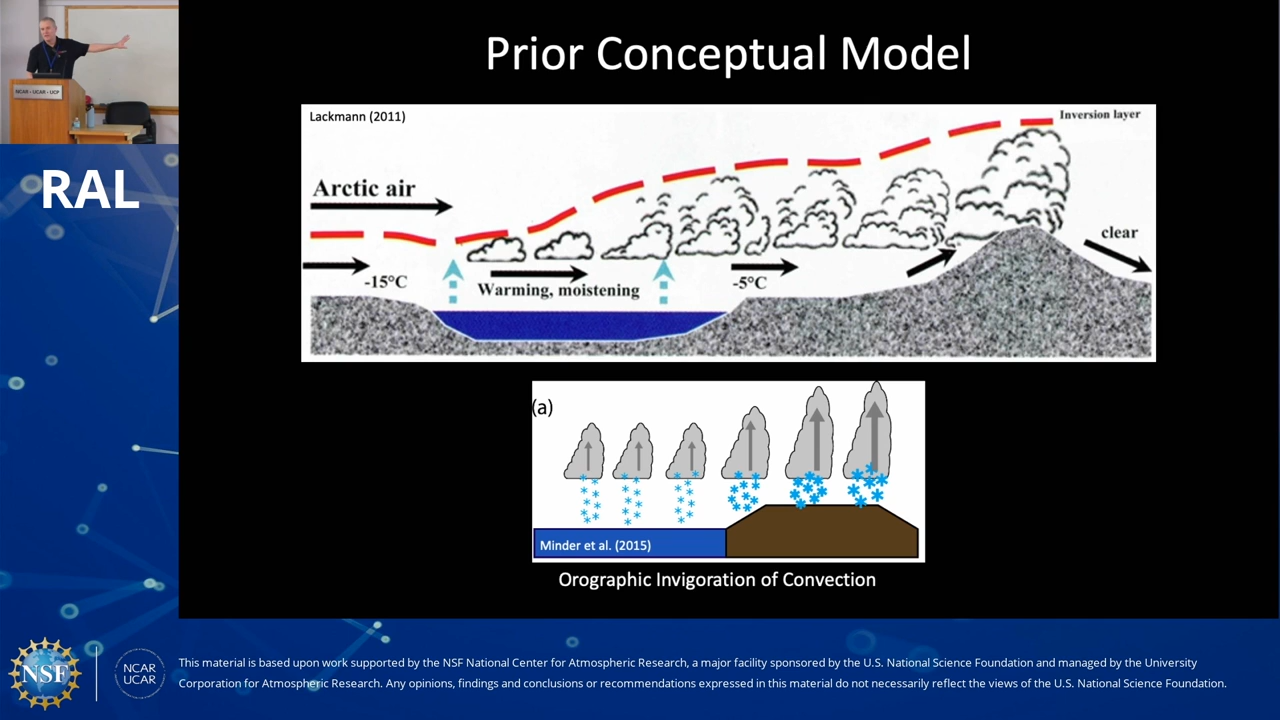 Prior Conceptual Model
NCAR - UCAR - UCP
RAL
Lackmann (2011)
Inversion layer
Arctic air
clear
-15°C
Warming, moistening
-5°C
(a)
Minder et al. (2015)
Orographic Invigoration of Convection
NSF
NCAR
UCAR
This material is based upon work supported by the NSF National Center for Atmospheric Research, a major facility sponsored by the U.S. National Science Foundation and managed by the University
Corporation for Atmospheric Research. Any opinions, findings and conclusions or recommendations expressed in this material do not necessarily reflect the views of the U.S. National Science Foundation.